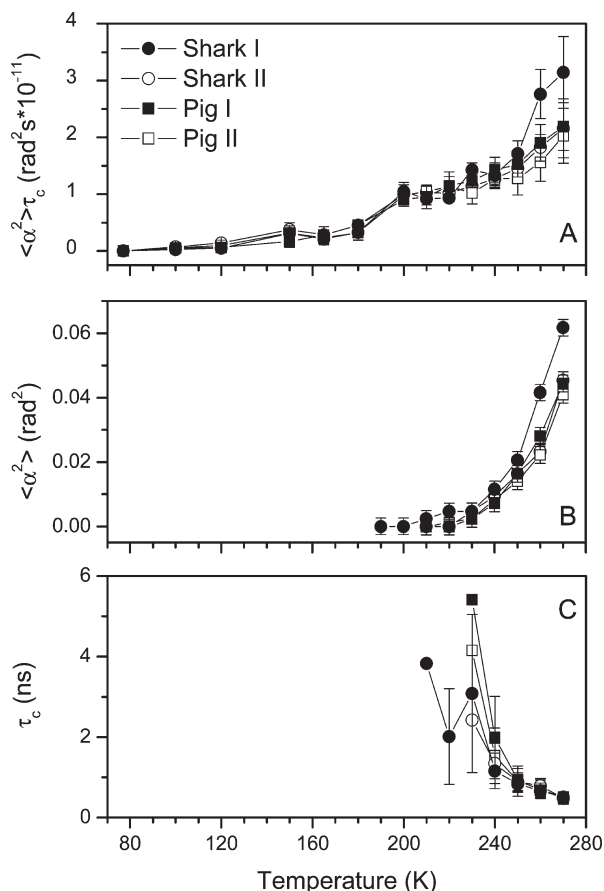 4
3
2
1
0
<α²>τc (rad²s*10⁻¹¹)
Shark I
Shark II
Pig I
Pig II
A
0.06
0.04
0.02
0.00
<α²> (rad²)
B
6
4
2
0
τc (ns)
C
80 120 160 200 240 280
Temperature (K)